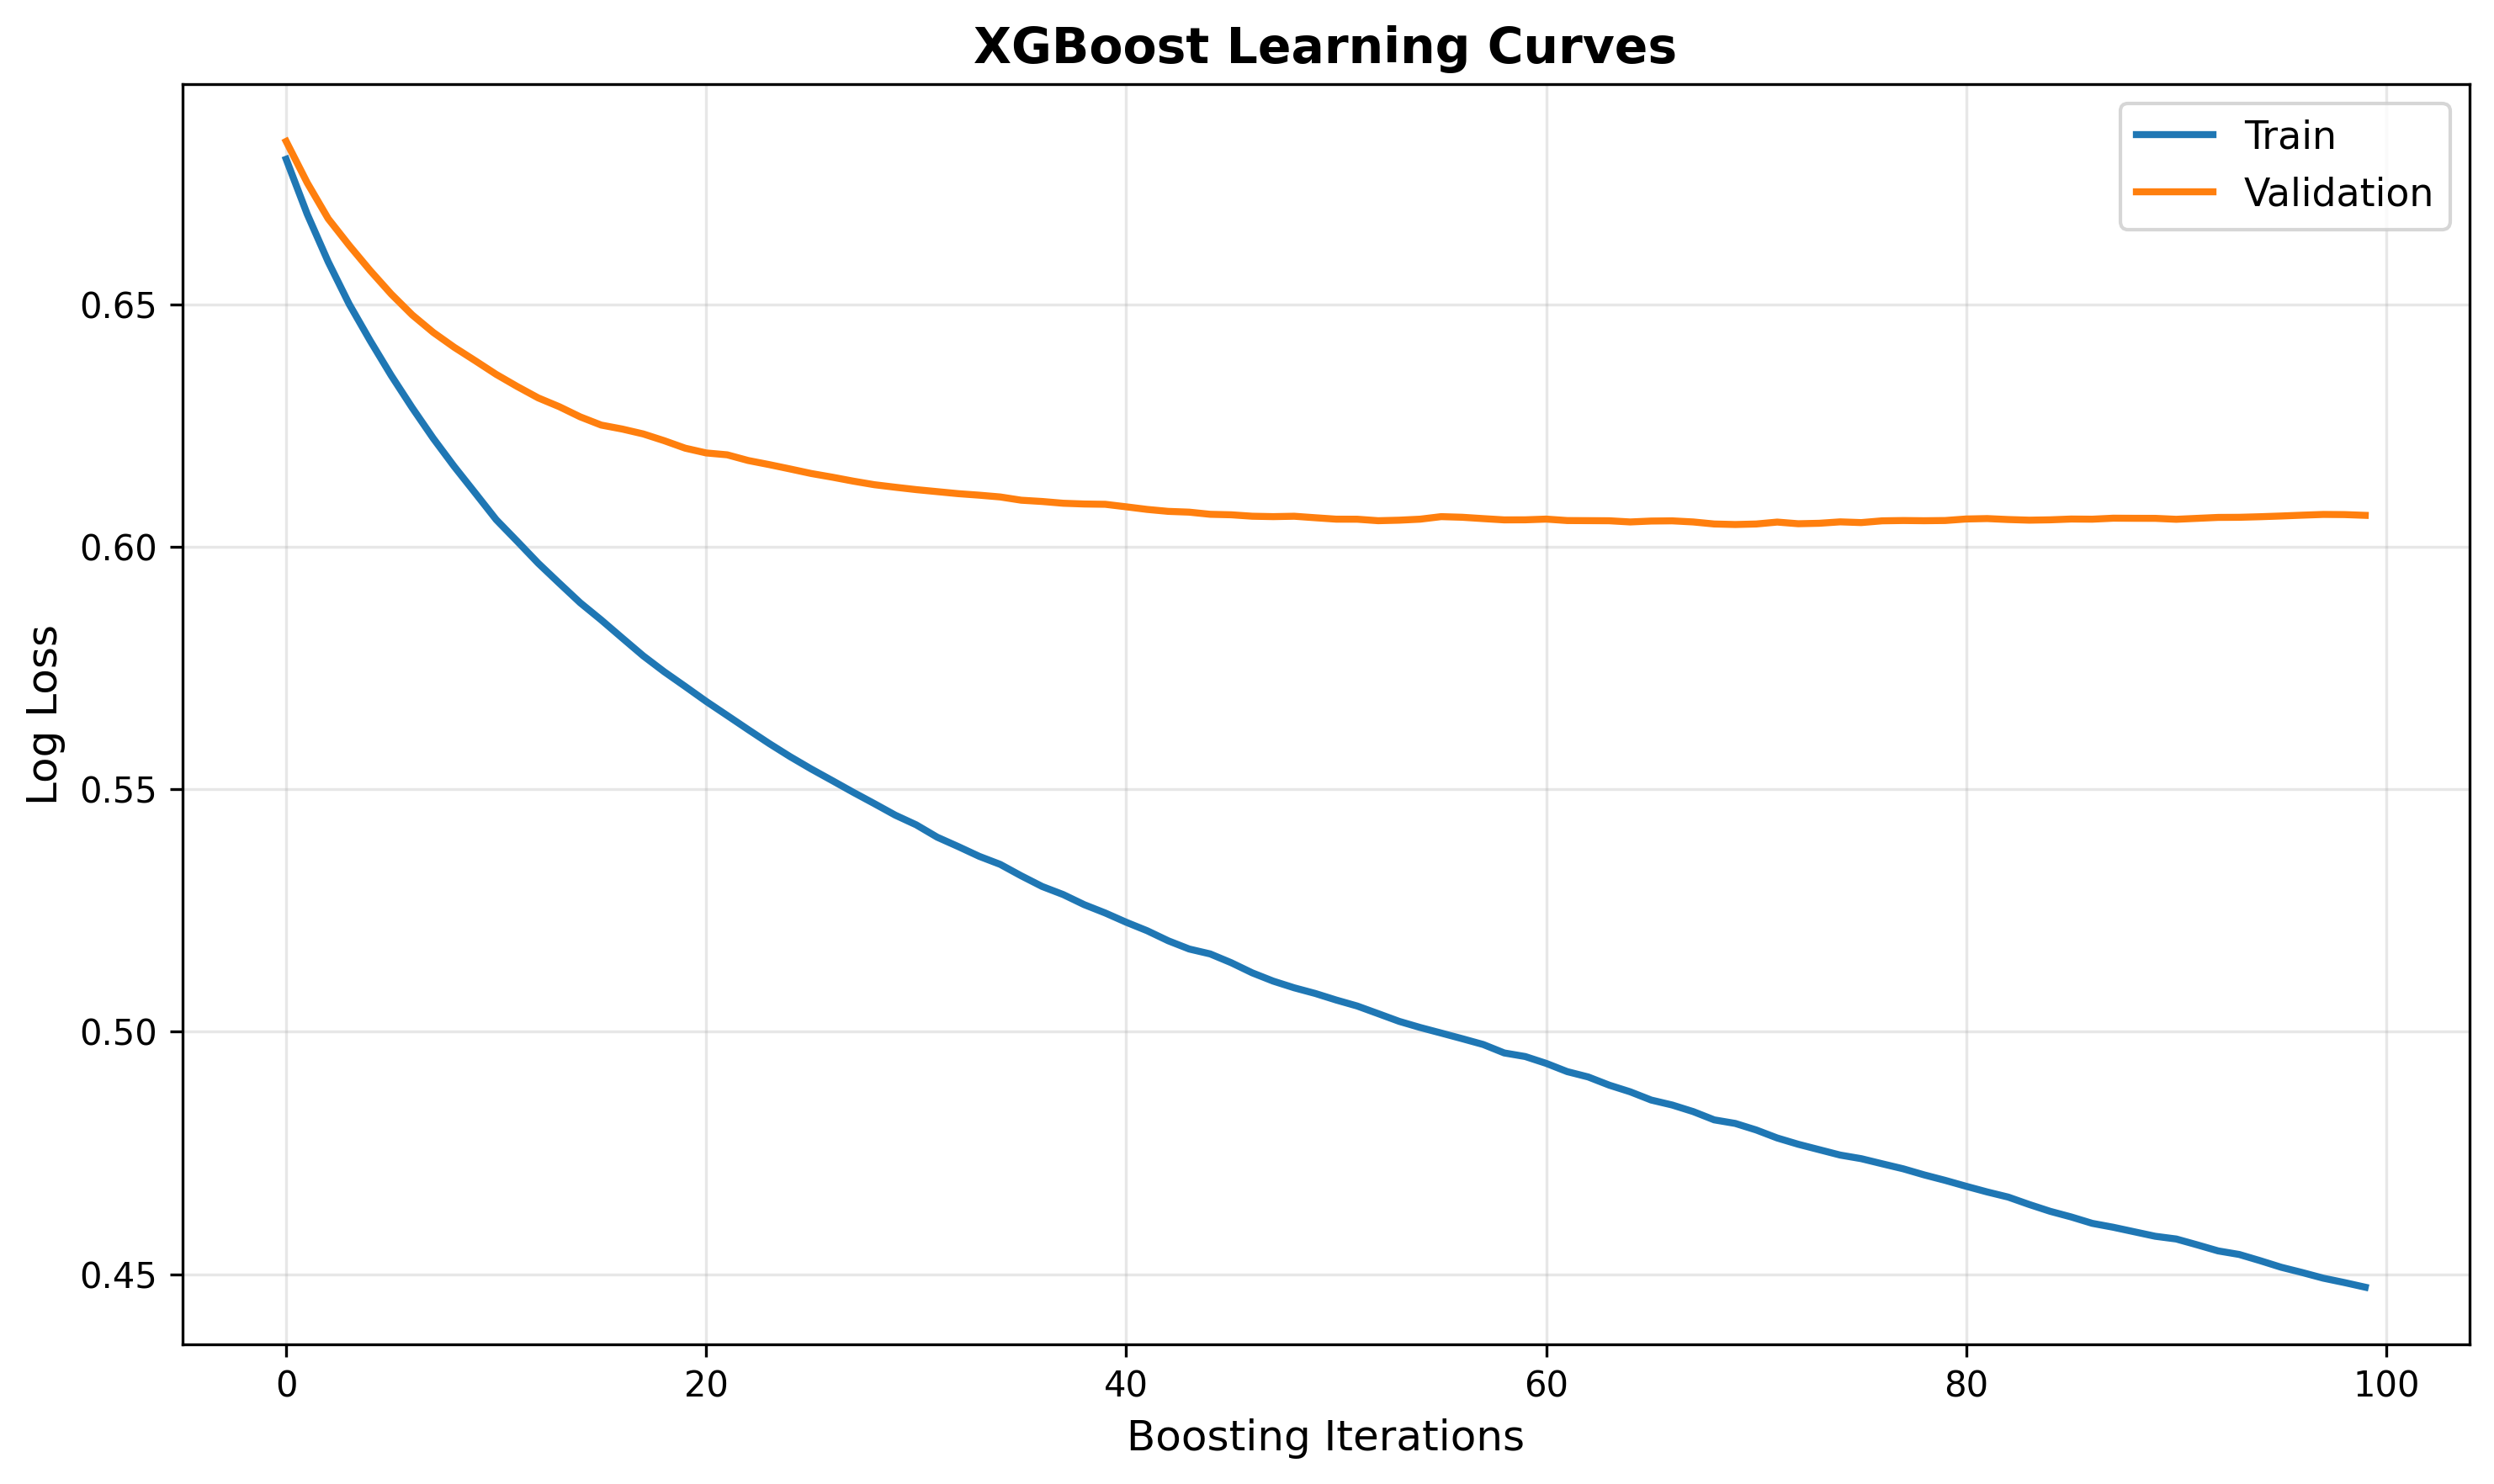 XGBoost Learning Curves
Train
Validation
0.65
0.60
0.55
0.50
0.45
Log Loss
0 20 40 60 80 100
Boosting Iterations